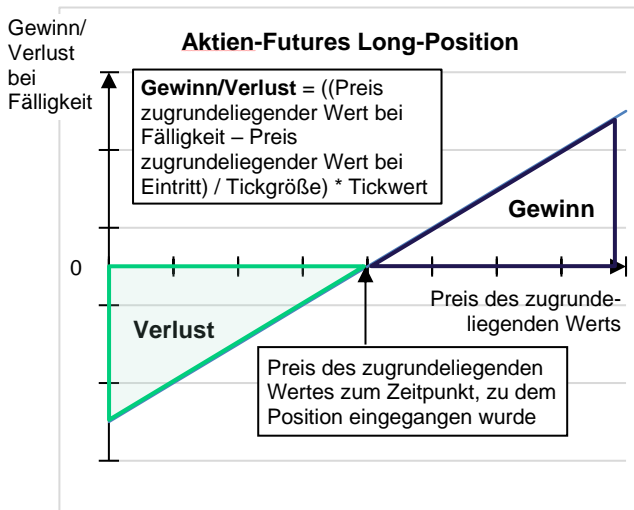 Gewinn/
Verlust
bei
Fälligkeit
Aktien-Futures Long-Position
Gewinn/Verlust = ((Preis
zugrundeliegender Wert bei
Fälligkeit – Preis
zugrundeliegender Wert bei
Eintritt) / Tickgröße) * Tickwert
Gewinn
0
Preis des zugrunde-
liegenden Werts
Verlust
Preis des zugrundeliegenden
Wertes zum Zeitpunkt, zu dem
Position eingegangen wurde